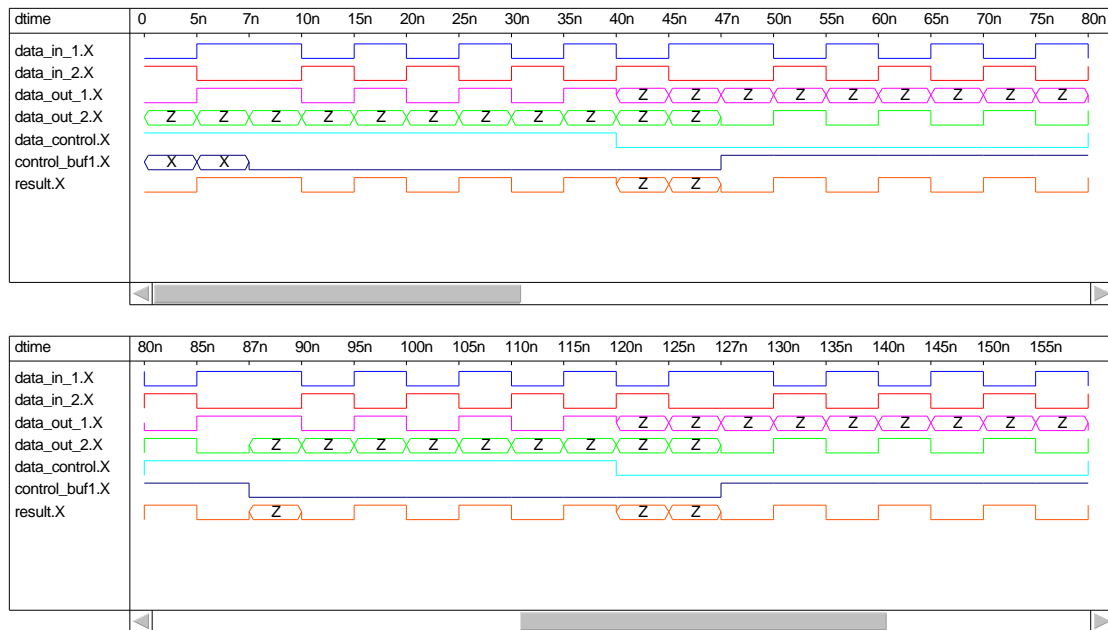 dtime 0 5n 7n 10n 15n 20n 25n 30n 35n 40n 45n 47n 50n 55n 60n 65n 70n 75n 80n
data_in_1.X
data_in_2.X
data_out_1.X Z Z Z Z Z Z Z Z Z
data_out_2.X Z Z Z Z Z Z Z Z Z Z Z
data_control.X
control_buf1.X X X
result.X Z Z
dtime 80n 85n 87n 90n 95n 100n 105n 110n 115n 120n 125n 127n 130n 135n 140n 145n 150n 155n
data_in_1.X
data_in_2.X
data_out_1.X Z Z Z Z Z Z Z Z Z
data_out_2.X Z Z Z Z Z Z Z Z Z
data_control.X
control_buf1.X
result.X Z Z Z